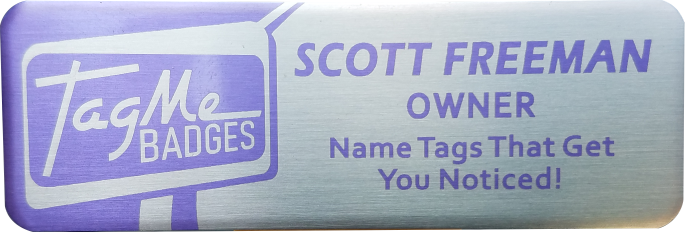 TagMe
BADGES
SCOTT FREEMAN
OWNER
Name Tags That Get
You Noticed!